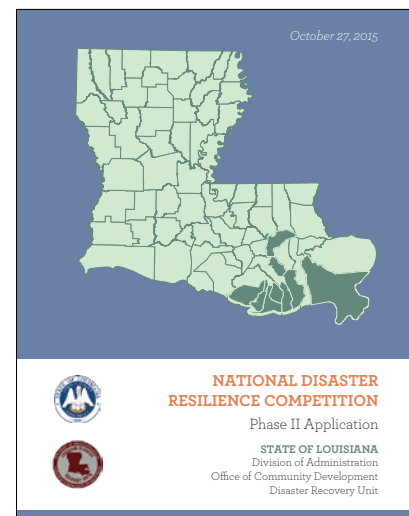 October 27, 2015
NATIONAL DISASTER
RESILIENCE COMPETITION
Phase II Application
STATE OF LOUISIANA
Division of Administration
Office of Community Development
Disaster Recovery Unit